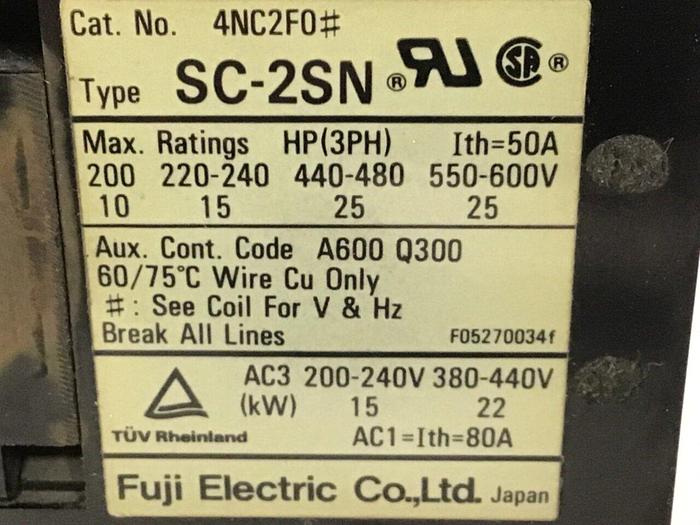 Cat. No. 4NC2F0#
Type SC-2SN ® RU SA ®
Max. Ratings HP(3PH) Ith=50A
200 220-240 440-480 550-600V
10 15 25 25
Aux. Cont. Code A600 Q300
60/75°C Wire Cu Only
# : See Coil For V & Hz
Break All Lines F05270034f
AC3 200-240V 380-440V
(kW) 15 22
TÜV Rheinland AC1=Ith=80A
Fuji Electric Co.,Ltd. Japan